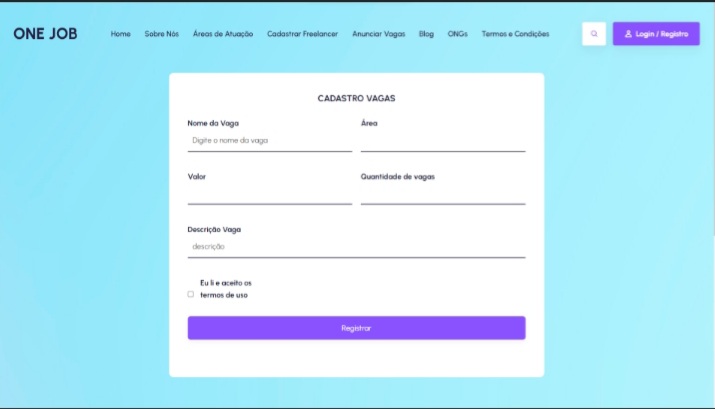 ONE JOB
Home Sobre Nós Áreas de Atuação Cadastrar Freelancer Anunciar Vagas Blog ONGs Termos e Condições
Login / Registro
CADASTRO VAGAS
Nome da Vaga Área
Digite o nome da vaga
Valor Quantidade de vagas
Descrição Vaga
descrição
Eu li e aceito os
termos de uso
Registrar